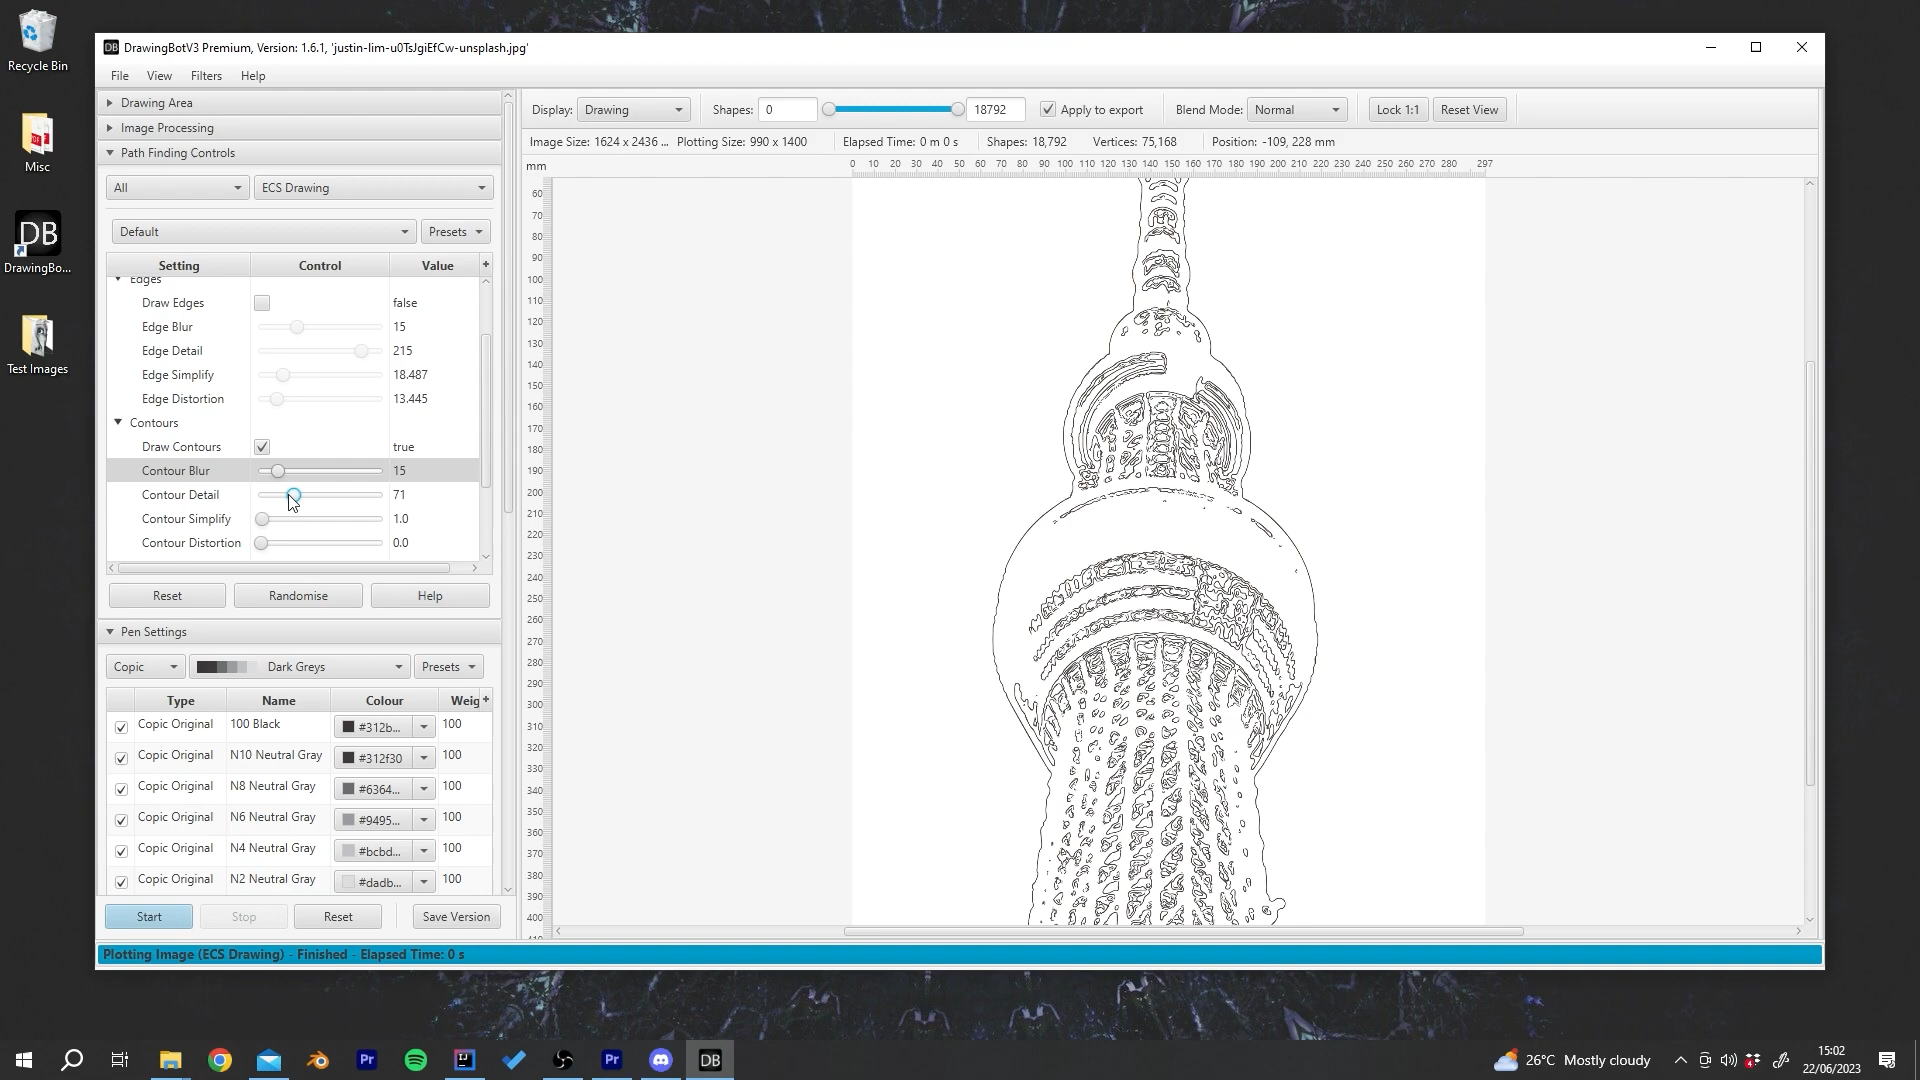 Recycle Bin
Misc
DB
DrawingBo...
Test Images
DB DrawingBotV3 Premium, Version: 1.6.1, 'justin-lim-u0TsJgiEfCw-unsplash.jpg'
File View Filters Help
Drawing Area
Image Processing
Path Finding Controls
All ECS Drawing
Default Presets
Setting Control Value +
Edges
Draw Edges false
Edge Blur 15
Edge Detail 215
Edge Simplify 18.487
Edge Distortion 13.445
Contours
Draw Contours true
Contour Blur 15
Contour Detail 71
Contour Simplify 1.0
Contour Distortion 0.0
Reset Randomise Help
Pen Settings
Copic Dark Greys Presets
Type Name Colour Weig +
Copic Original 100 Black #312b... 100
Copic Original N10 Neutral Gray #312f30 100
Copic Original N8 Neutral Gray #6364... 100
Copic Original N6 Neutral Gray #9495... 100
Copic Original N4 Neutral Gray #bcbd... 100
Copic Original N2 Neutral Gray #dadb... 100
Start Stop Reset Save Version
Plotting Image (ECS Drawing) - Finished - Elapsed Time: 0 s
Display: Drawing Shapes: 0 18792 Apply to export Blend Mode: Normal Lock 1:1 Reset View
Image Size: 1624 x 2436 ... Plotting Size: 990 x 1400 Elapsed Time: 0 m 0 s Shapes: 18,792 Vertices: 75,168 Position: -109, 228 mm
mm 0 10 20 30 40 50 60 70 80 90 100 110 120 130 140 150 160 170 180 190 200 210 220 230 240 250 260 270 280 297
60
70
80
90
100
110
120
130
140
150
160
170
180
190
200
210
220
230
240
250
260
270
280
290
300
310
320
330
340
350
360
370
380
390
400
410
Pr IJ Pr DB 26°C Mostly cloudy 15:02
22/06/2023